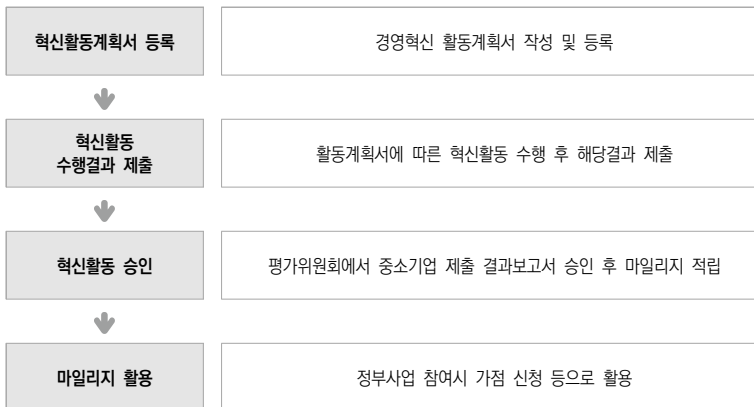 혁신활동계획서 등록
경영혁신 활동계획서 작성 및 등록
혁신활동
수행결과 제출
활동계획서에 따른 혁신활동 수행 후 해당결과 제출
혁신활동 승인
평가위원회에서 중소기업 제출 결과보고서 승인 후 마일리지 적립
마일리지 활용
정부사업 참여시 가점 신청 등으로 활용